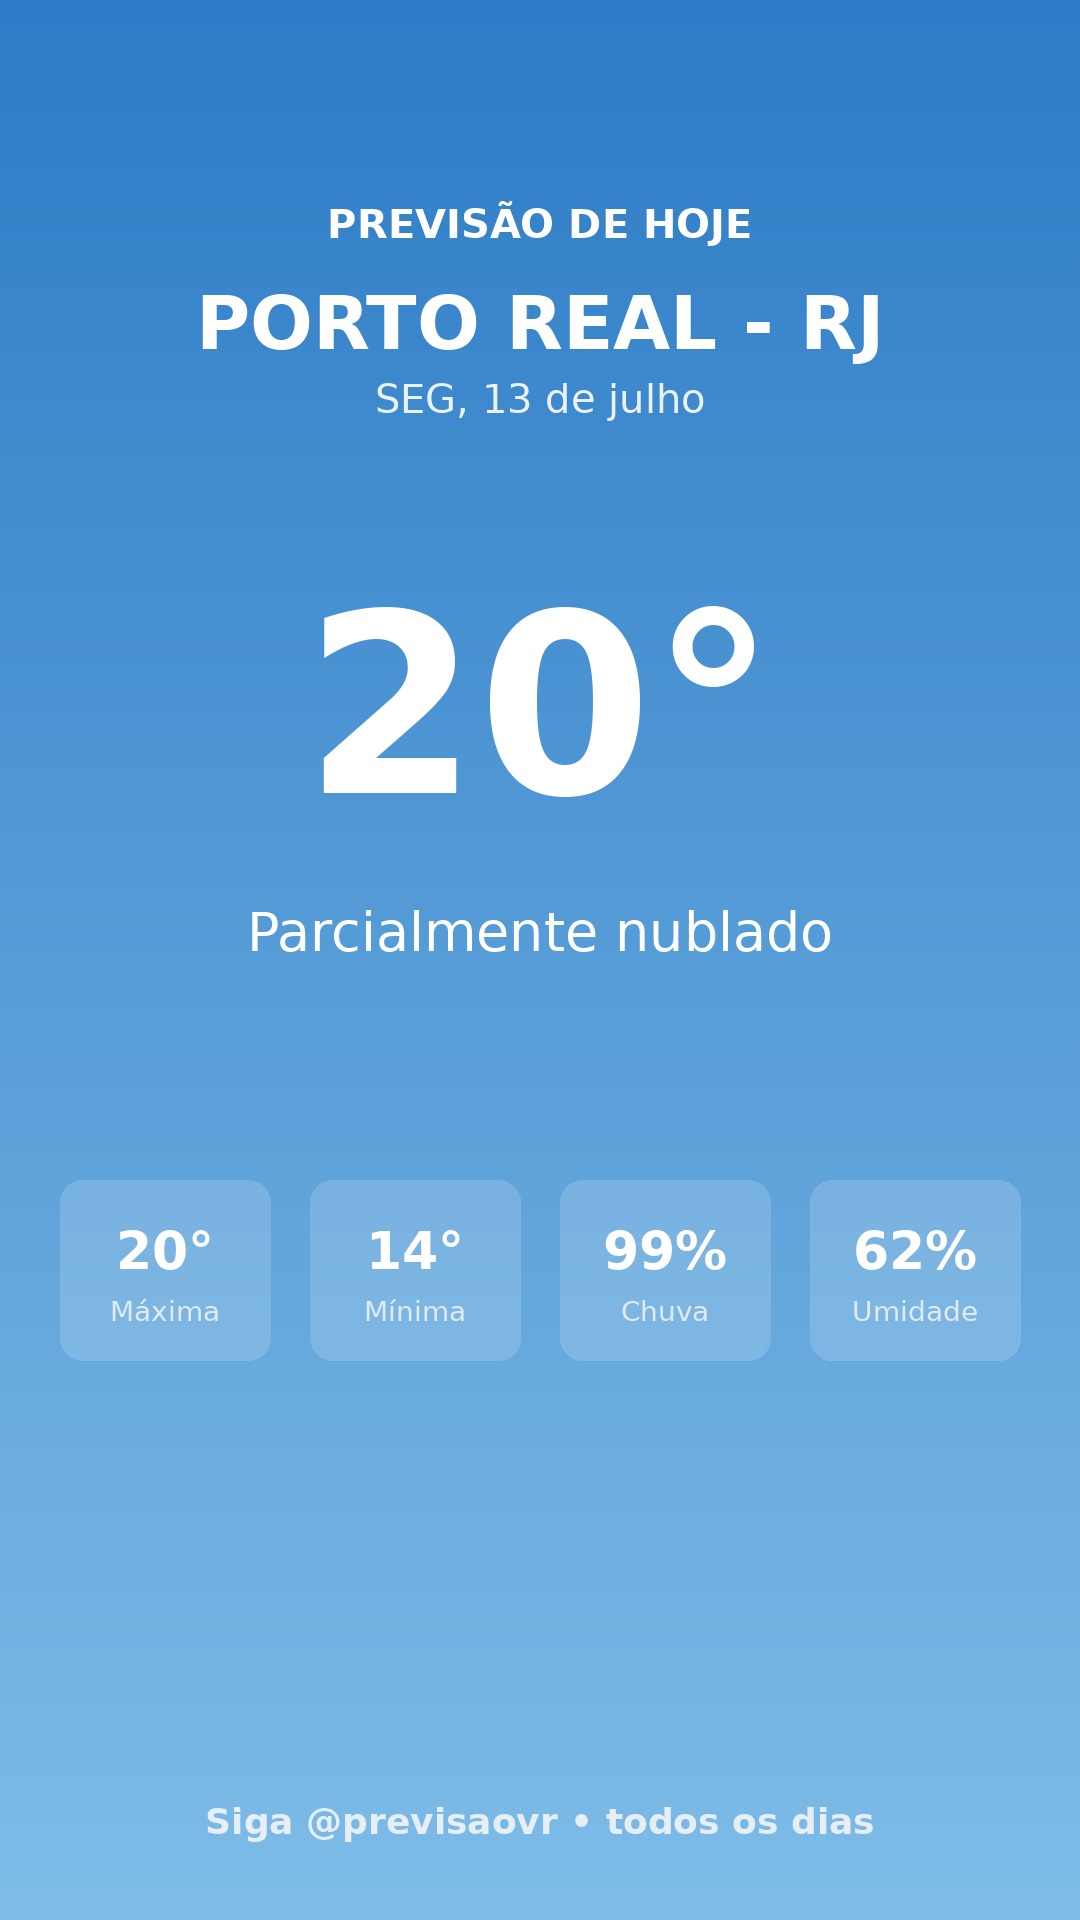 PREVISÃO DE HOJE
PORTO REAL - RJ
SEG, 13 de julho
20°
Parcialmente nublado
20° 14° 99% 62%
Máxima Mínima Chuva Umidade
Siga @previsaovr • todos os dias